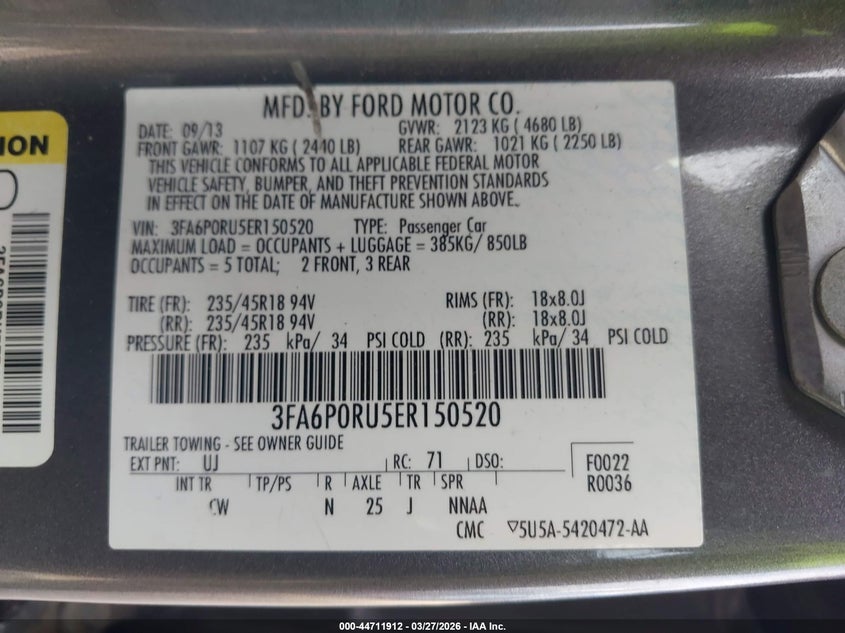 MFD. BY FORD MOTOR CO.
DATE: 09/13 GVWR: 2123 KG ( 4680 LB)
FRONT GAWR: 1107 KG ( 2440 LB) REAR GAWR: 1021 KG ( 2250 LB)
THIS VEHICLE CONFORMS TO ALL APPLICABLE FEDERAL MOTOR
VEHICLE SAFETY, BUMPER, AND THEFT PREVENTION STANDARDS
IN EFFECT ON THE DATE OF MANUFACTURE SHOWN ABOVE.
VIN: 3FA6P0RU5ER150520 TYPE: Passenger Car
MAXIMUM LOAD = OCCUPANTS + LUGGAGE = 385KG/ 850LB
OCCUPANTS = 5 TOTAL; 2 FRONT, 3 REAR
TIRE (FR): 235/45R18 94V RIMS (FR): 18x8.0J
(RR): 235/45R18 94V (RR): 18x8.0J
PRESSURE (FR): 235 kPa/ 34 PSI COLD (RR): 235 kPa/ 34 PSI COLD
3FA6P0RU5ER150520
TRAILER TOWING - SEE OWNER GUIDE
EXT PNT: UJ RC: 71 DSO: F0022
INT TR TP/PS R AXLE TR SPR R0036
CW N 25 J NNAA
CMC ▽5U5A-5420472-AA
000-44711912 | 03/27/2026 - IAA Inc.